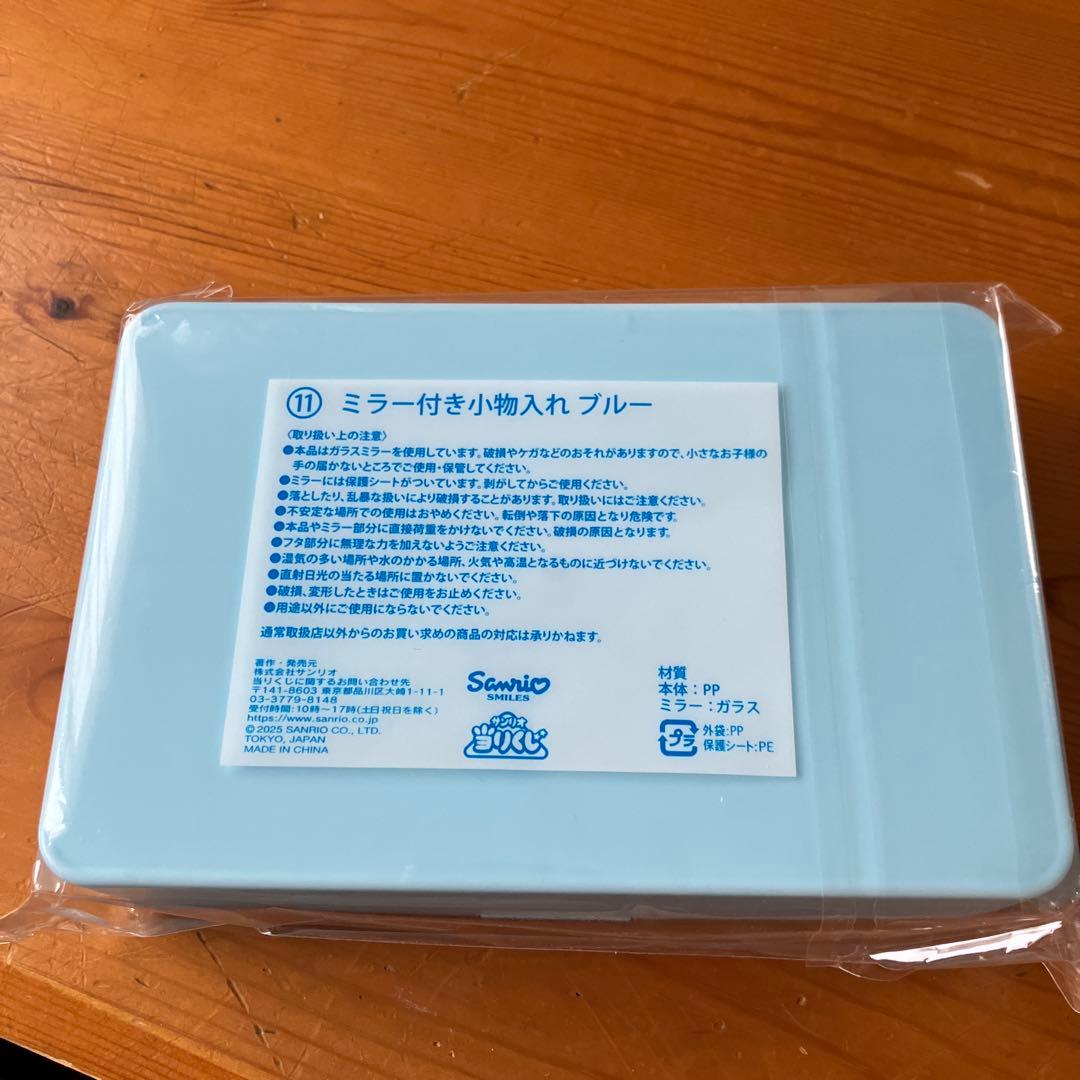 ⑪ ミラー付き小物入れ ブルー
〈取り扱い上の注意〉
●本品はガラスミラーを使用しています。破損やケガなどのおそれがありますので、小さなお子様の
手の届かないところでご使用・保管してください。
●ミラーには保護シートがついています。剥がしてからご使用ください。
●落としたり、乱暴な扱いにより破損することがあります。取り扱いにはご注意ください。
●不安定な場所での使用はおやめください。転倒や落下の原因となり危険です。
●本品やミラー部分に直接荷重をかけないでください。破損の原因となります。
●フタ部分に無理な力を加えないようご注意ください。
●湿気の多い場所や水のかかる場所、火気や高温となるものに近づけないでください。
●直射日光の当たる場所に置かないでください。
●破損、変形したときはご使用をお止めください。
●用途以外にご使用にならないでください。
通常取扱店以外からのお買い求めの商品の対応は承りかねます。
著作・発売元
株式会社サンリオ
当りくじに関するお問い合わせ先
〒141-8603 東京都品川区大崎1-11-1
03-3779-8148
受付時間:10時〜17時(土日祝日を除く)
https://www.sanrio.co.jp
©2025 SANRIO CO., LTD.
TOKYO, JAPAN
MADE IN CHINA
Sanrio
SMILES
サンリオ
当りくじ
材質
本体:PP
ミラー:ガラス
プラ
外袋:PP
保護シート:PE